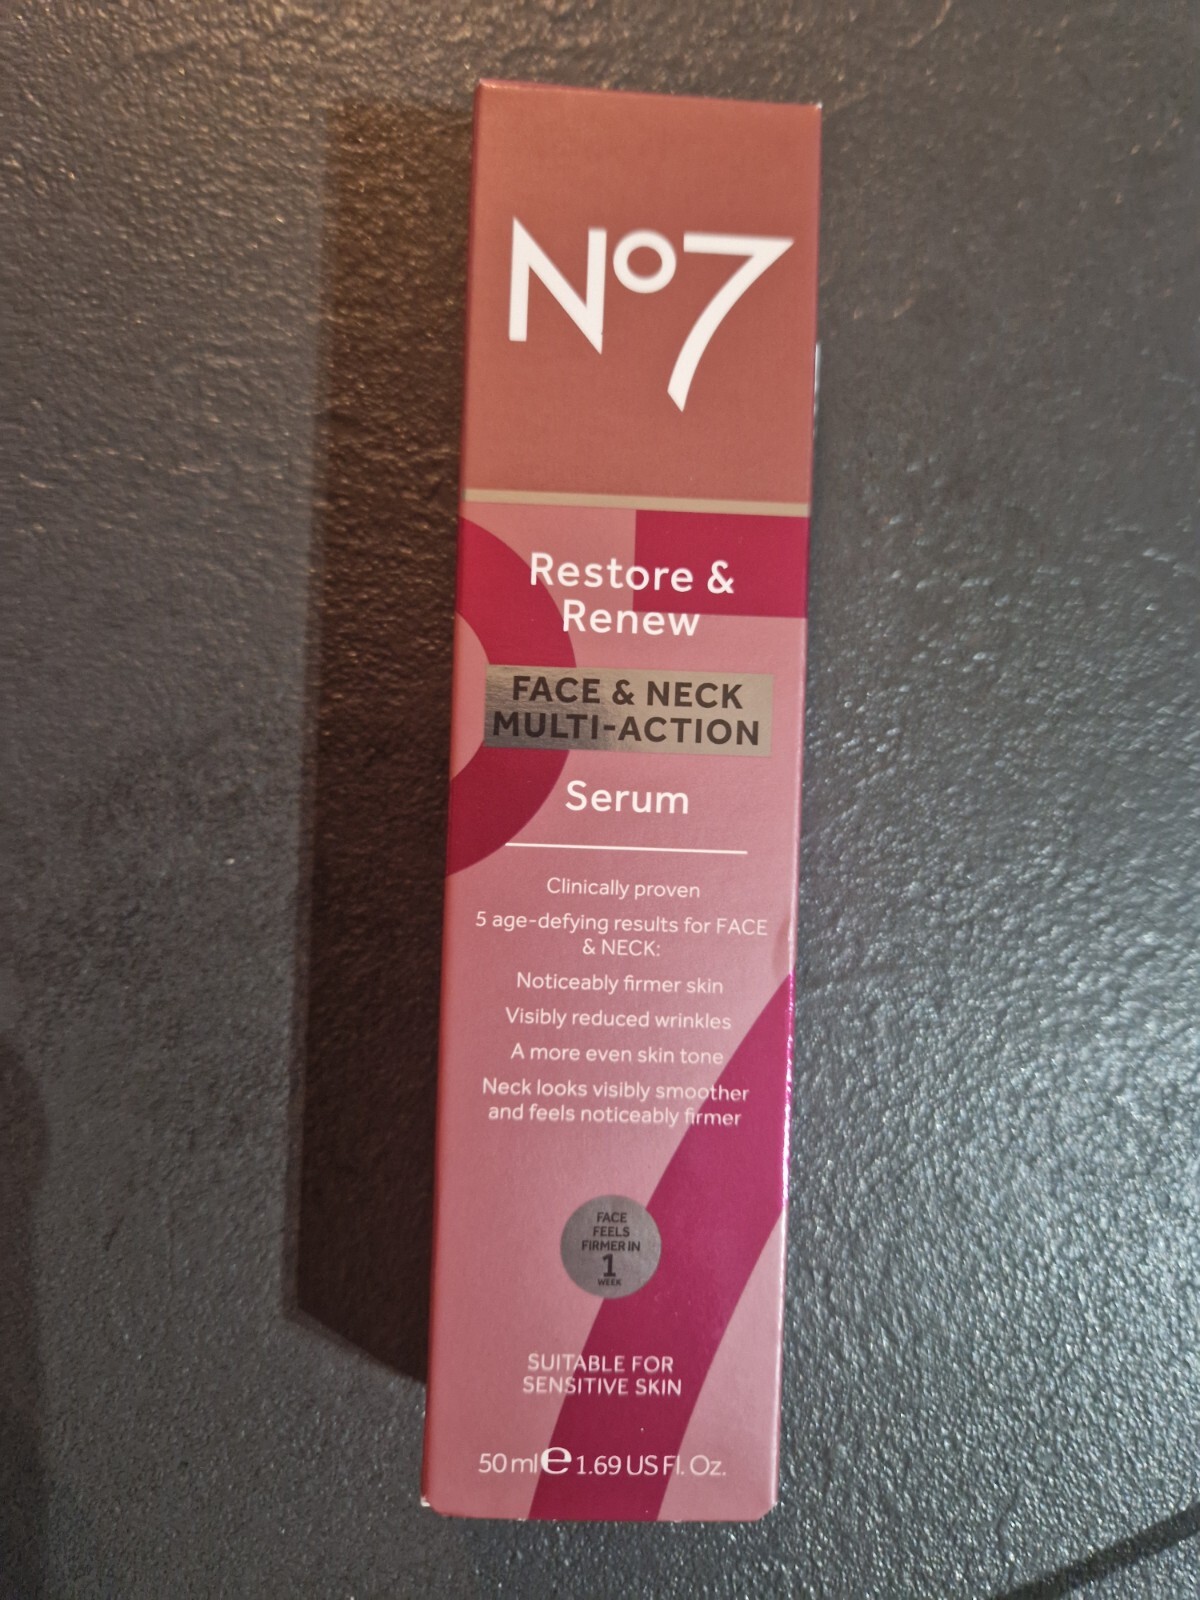 No7
Restore &
Renew
FACE & NECK
MULTI-ACTION
Serum
Clinically proven
5 age-defying results for FACE
& NECK:
Noticeably firmer skin
Visibly reduced wrinkles
A more even skin tone
Neck looks visibly smoother
and feels noticeably firmer
FACE
FEELS
FIRMER IN
1
WEEK
SUITABLE FOR
SENSITIVE SKIN
50 ml e 1.69 US Fl. Oz.